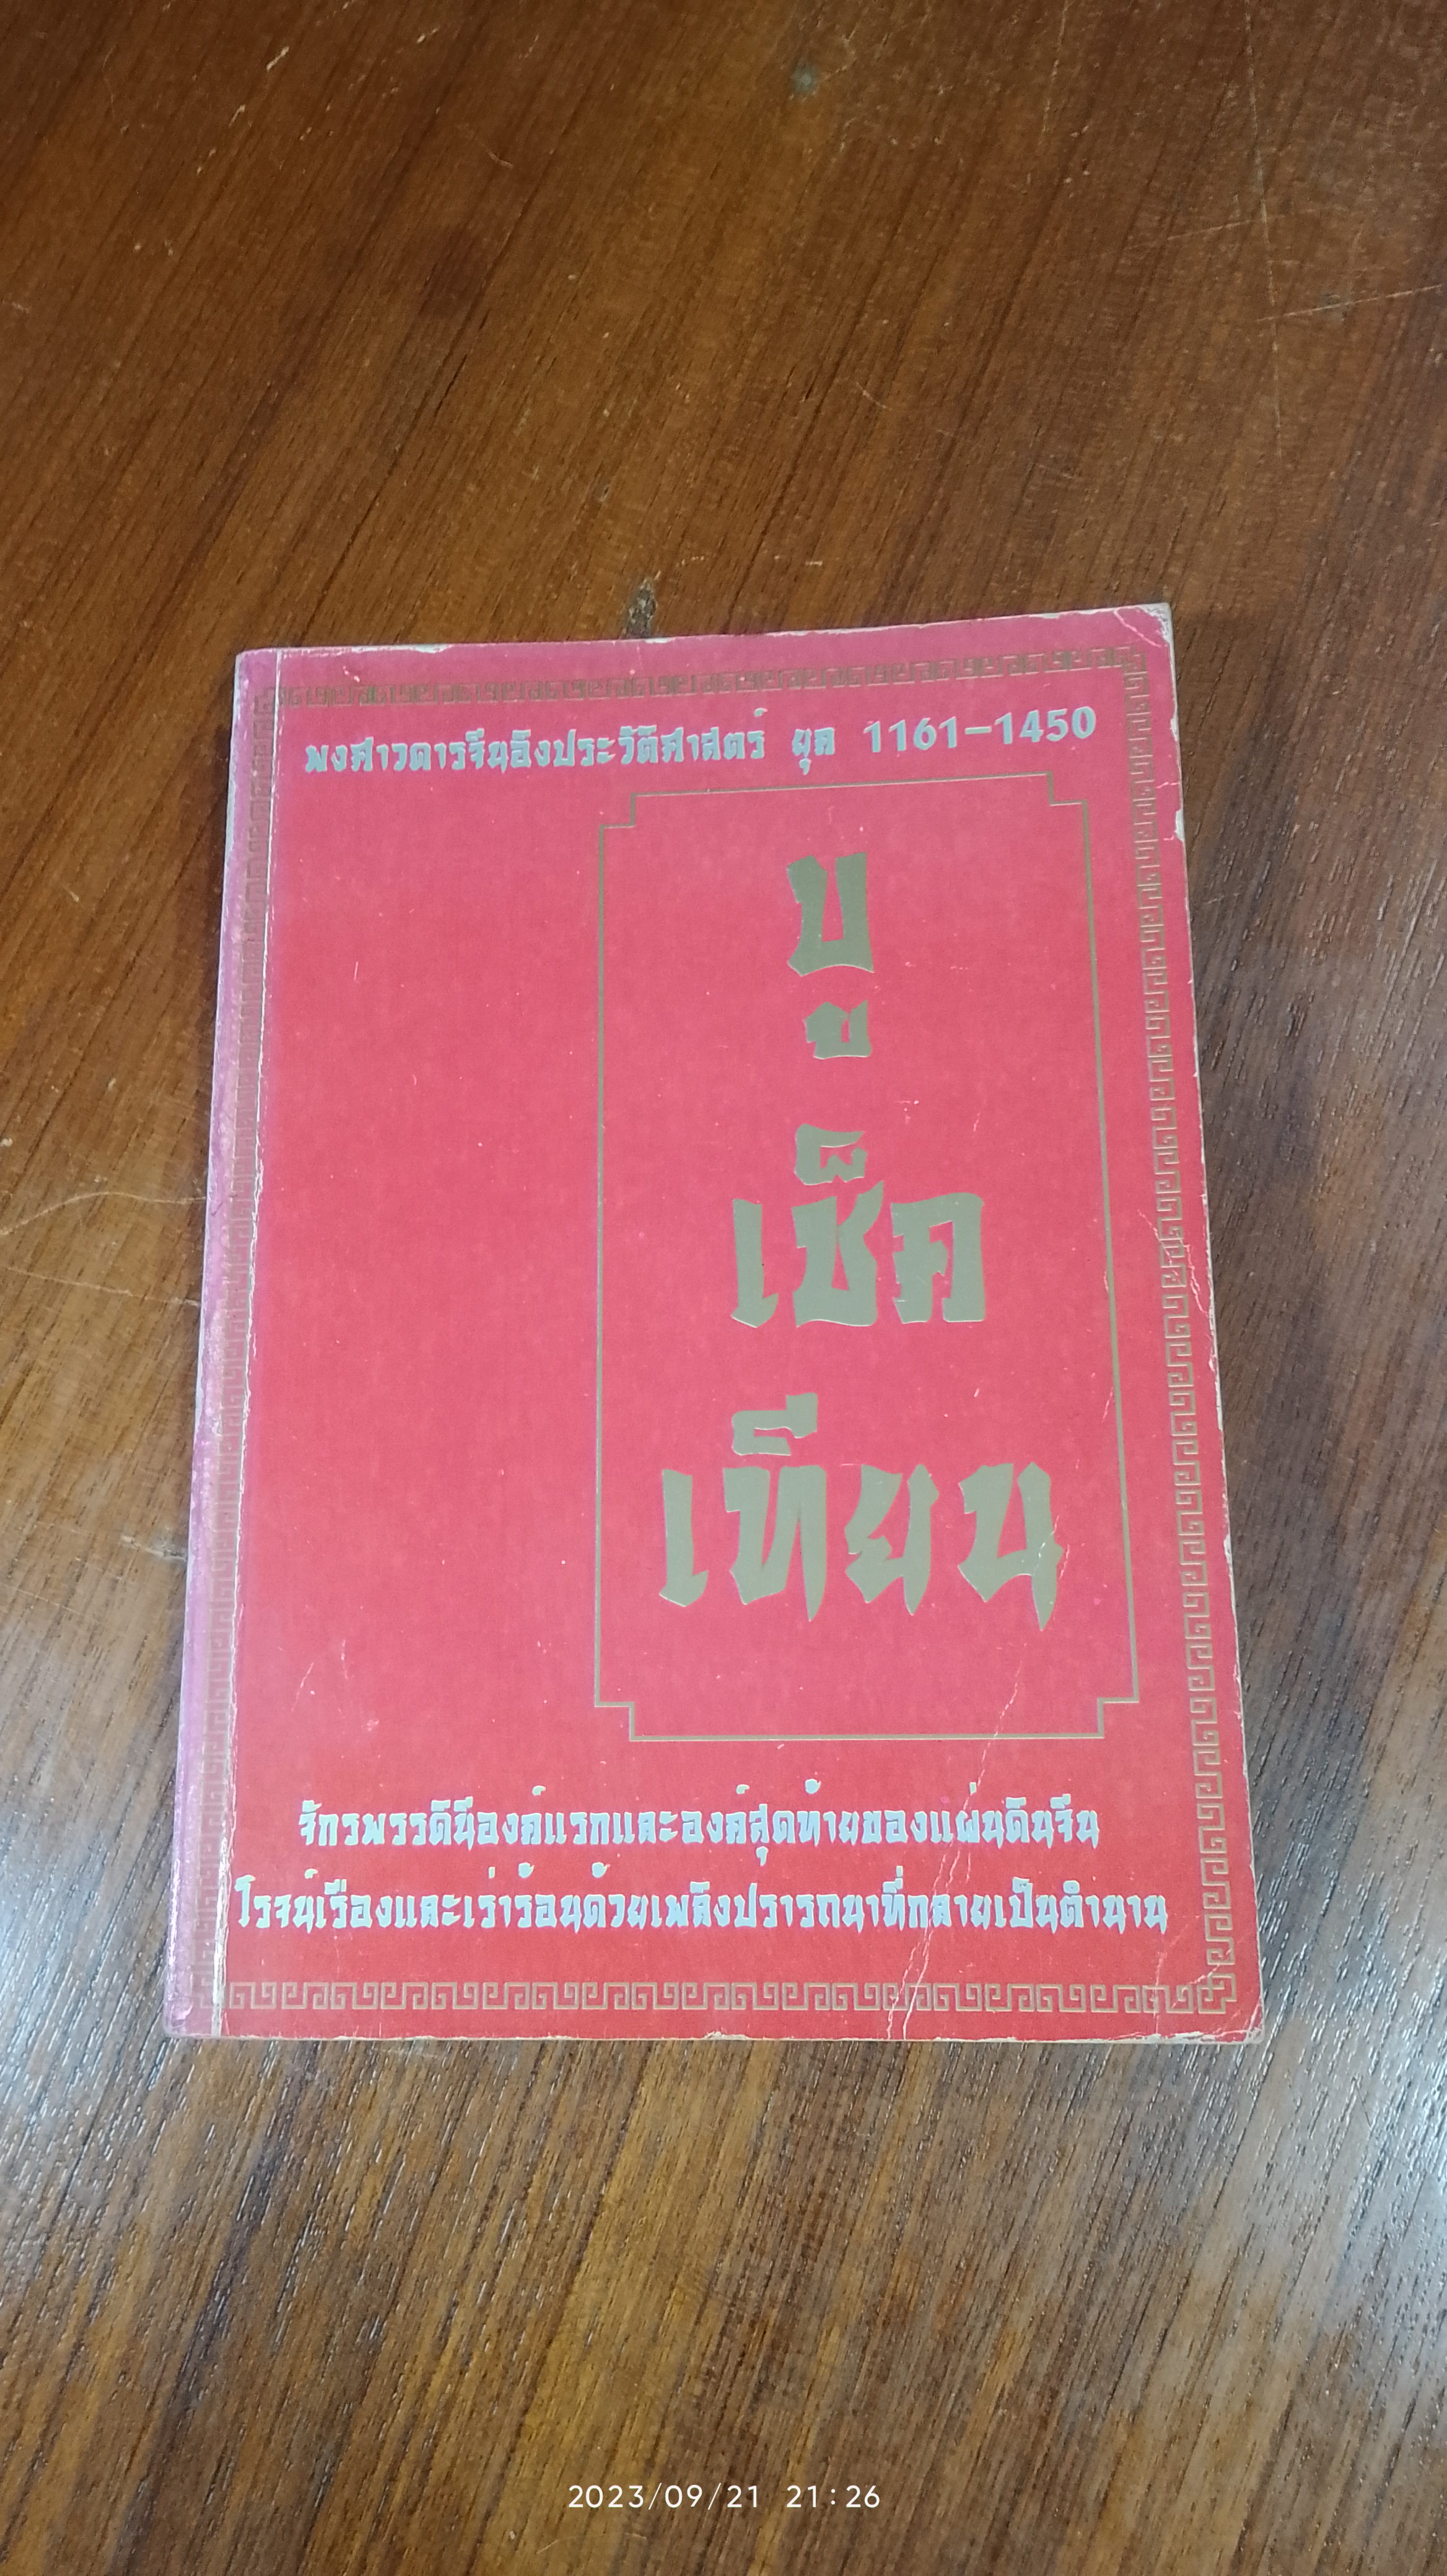 พงศาวดารจีนอิงประวัติศาสตร์ ยุค 1161-1450
บู
เช็ค
เทียน
จักรพรรดินีองค์แรกและองค์สุดท้ายของแผ่นดินจีน
โรจน์เรืองและเร่าร้อนด้วยเพลิงปรารถนาที่กลายเป็นตำนาน
2023/09/21 21:26